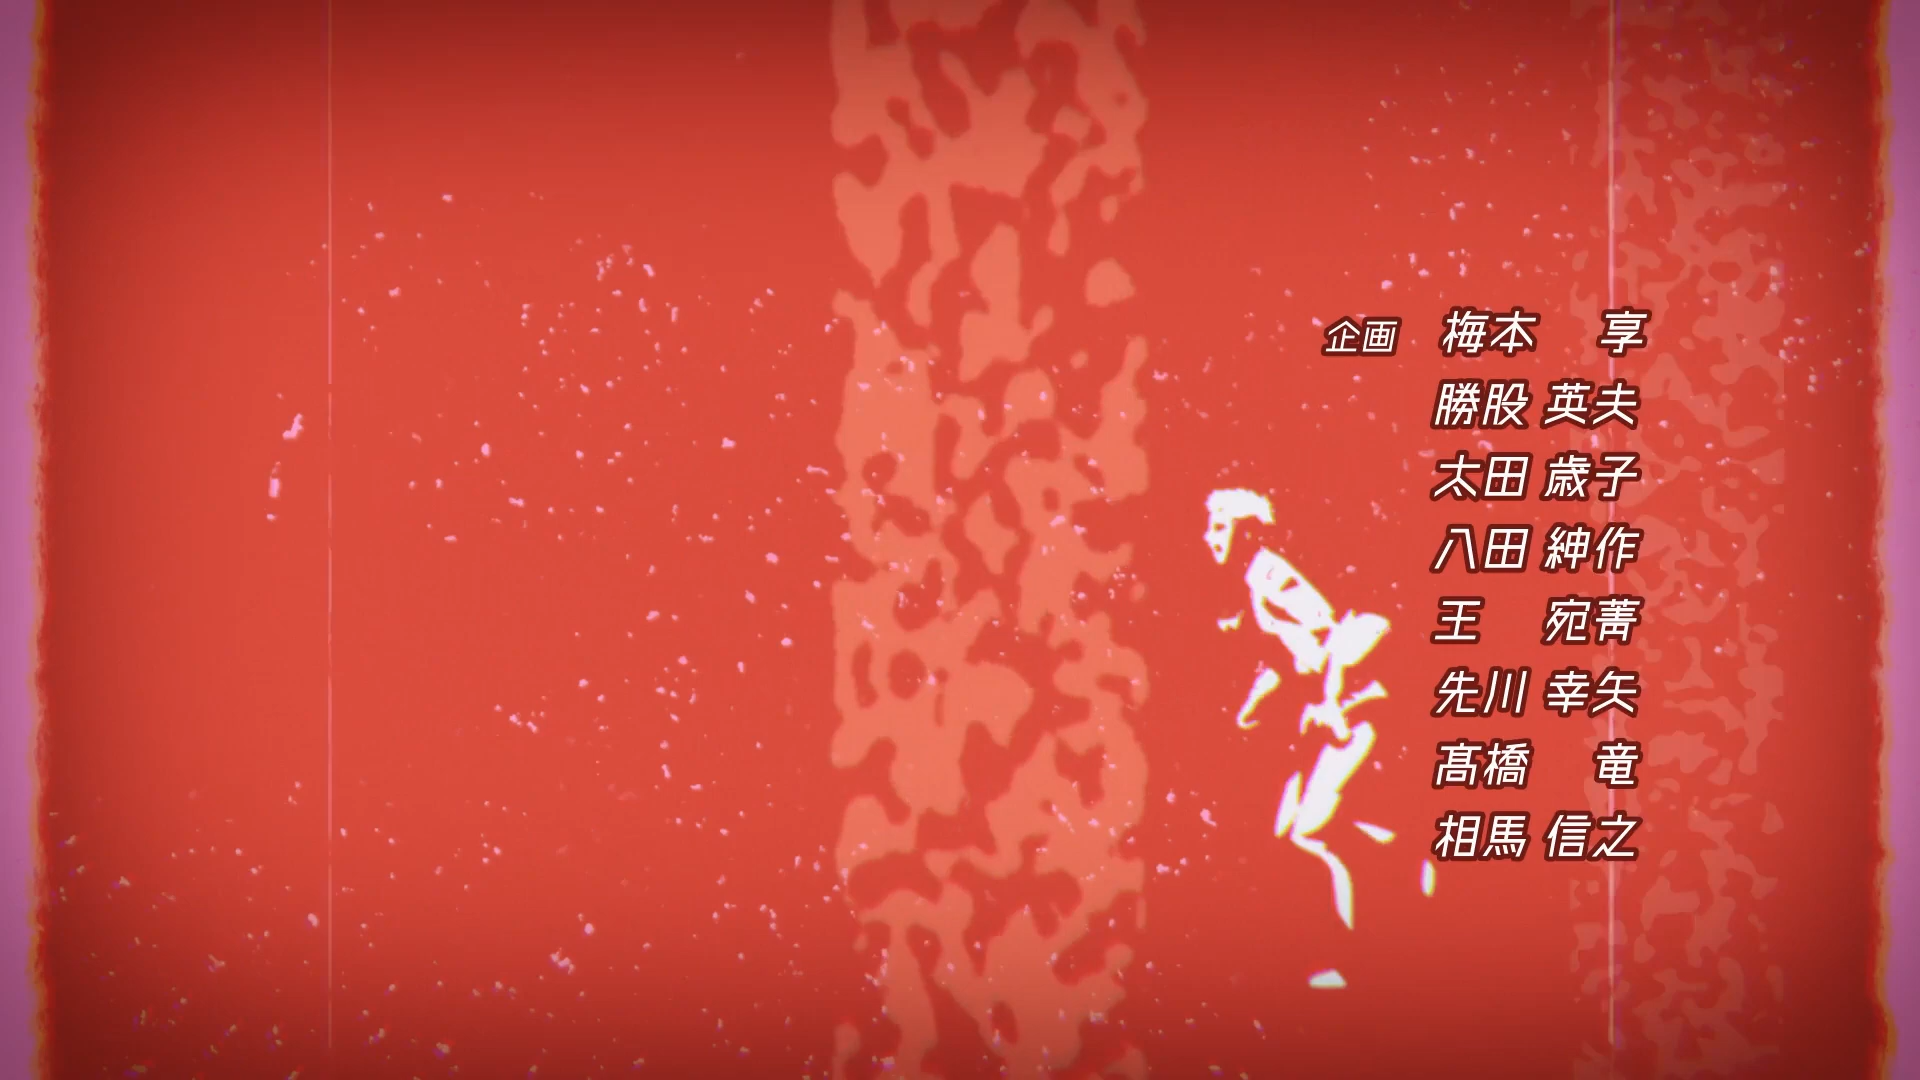 企画 梅本 享
勝股 英夫
太田 歳子
八田 紳作
王 宛菁
先川 幸矢
髙橋 竜
相馬 信之